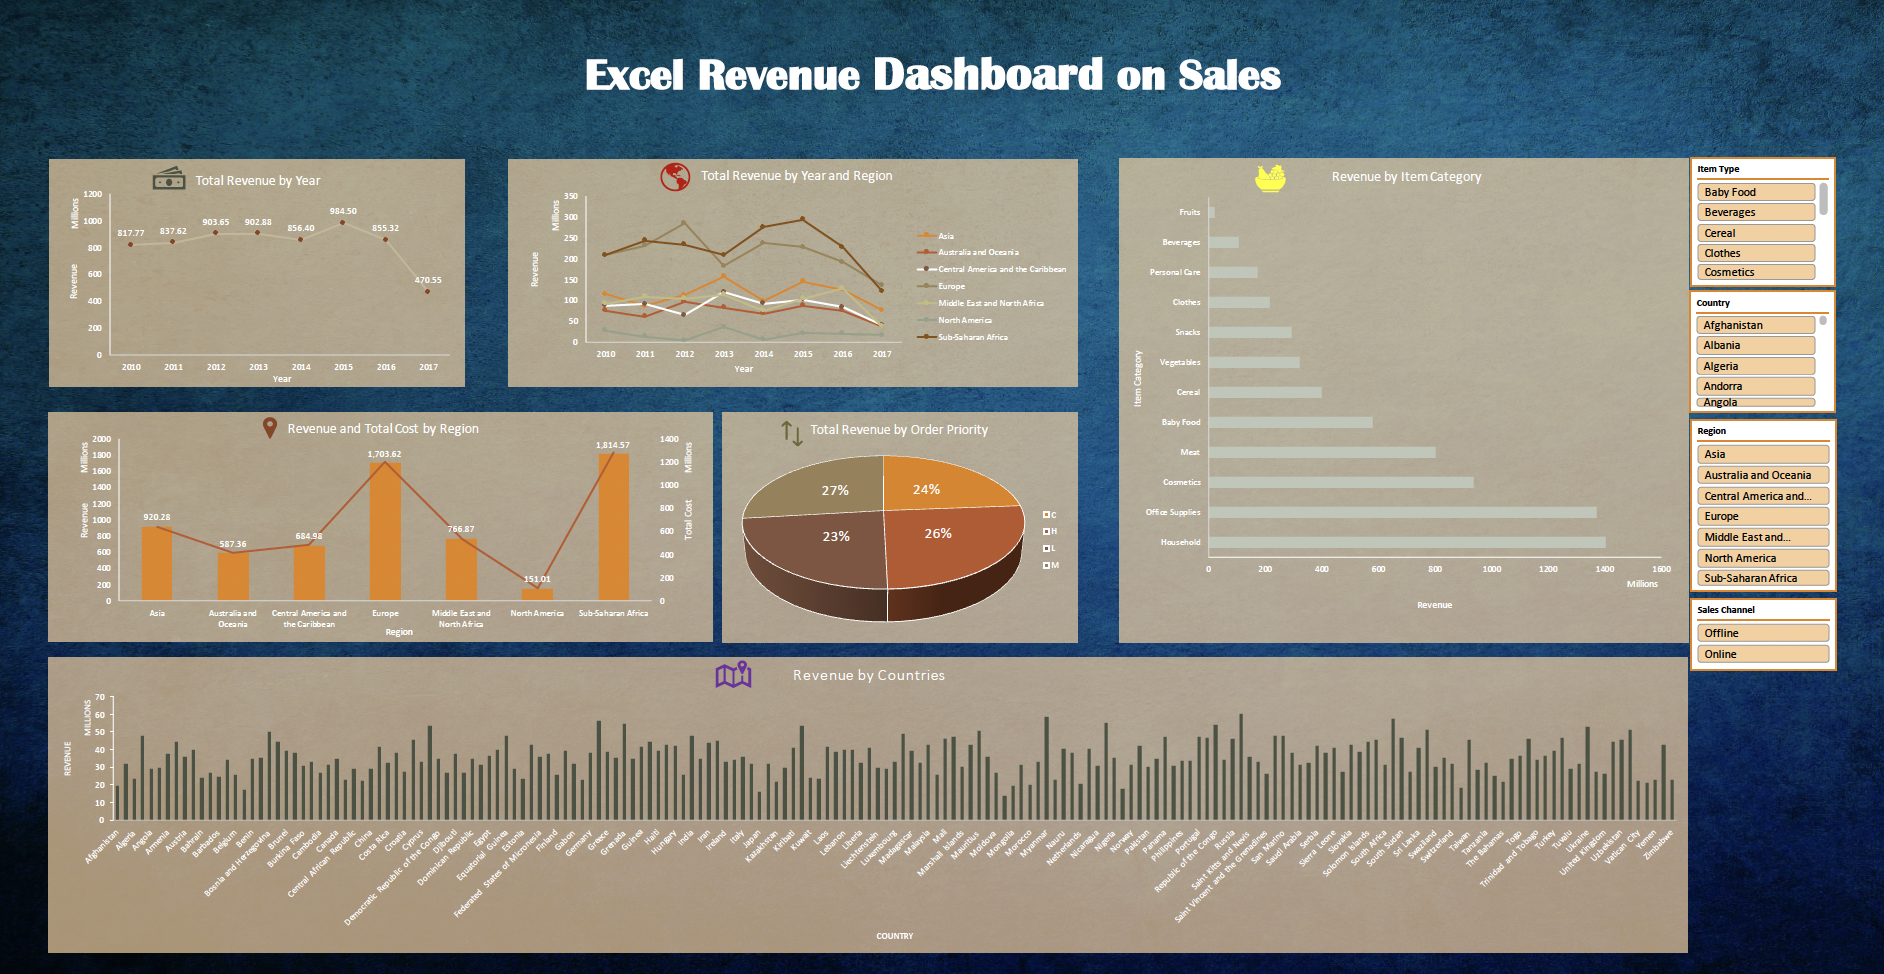 Excel Revenue Dashboard on Sales
Total Revenue by Year
Millions
Revenue
1200
1000
800
600
400
200
0
817.77
837.62
903.65
902.88
856.40
984.50
855.32
470.55
2010 2011 2012 2013 2014 2015 2016 2017
Year
Total Revenue by Year and Region
Millions
Revenue
350
300
250
200
150
100
50
0
2010 2011 2012 2013 2014 2015 2016 2017
Year
Asia
Australia and Oceania
Central America and the Caribbean
Europe
Middle East and North Africa
North America
Sub-Saharan Africa
Revenue by Item Category
Item Category
Fruits
Beverages
Personal Care
Clothes
Snacks
Vegetables
Cereal
Baby Food
Meat
Cosmetics
Office Supplies
Household
0 200 400 600 800 1000 1200 1400 1600
Millions
Revenue
Item Type
Baby Food
Beverages
Cereal
Clothes
Cosmetics
Country
Afghanistan
Albania
Algeria
Andorra
Angola
Region
Asia
Australia and Oceania
Central America and...
Europe
Middle East and...
North America
Sub-Saharan Africa
Sales Channel
Offline
Online
Revenue and Total Cost by Region
Millions
Revenue
2000
1800
1600
1400
1200
1000
800
600
400
200
0
920.28
587.36
684.98
1,703.62
766.87
151.01
1,814.57
1400
1200
1000
800
600
400
200
0
Millions
Total Cost
Asia
Australia and
Oceania
Central America and
the Caribbean
Europe
Middle East and
North Africa
North America
Sub-Saharan Africa
Region
Total Revenue by Order Priority
27%
24%
23%
26%
C
H
L
M
Revenue by Countries
MILLIONS
REVENUE
70
60
50
40
30
20
10
0
Afghanistan
Algeria
Angola
Armenia
Austria
Bahrain
Barbados
Belgium
Benin
Bosnia and Herzegovina
Brunei
Burkina Faso
Cambodia
Canada
Central African Republic
China
Costa Rica
Croatia
Cyprus
Democratic Republic of the Congo
Djibouti
Dominican Republic
Egypt
Equatorial Guinea
Estonia
Federated States of Micronesia
Finland
Gabon
Germany
Greece
Grenada
Guinea
Haiti
Hungary
India
Iran
Ireland
Italy
Japan
Kazakhstan
Kiribati
Kuwait
Laos
Lebanon
Liberia
Liechtenstein
Luxembourg
Madagascar
Malaysia
Mali
Marshall Islands
Mauritius
Moldova
Mongolia
Morocco
Myanmar
Nauru
Netherlands
Nicaragua
Nigeria
Norway
Pakistan
Panama
Philippines
Portugal
Republic of the Congo
Russia
Saint Kitts and Nevis
Saint Vincent and the Grenadines
San Marino
Saudi Arabia
Serbia
Sierra Leone
Slovakia
Solomon Islands
South Africa
South Sudan
Sri Lanka
Swaziland
Switzerland
Taiwan
Tanzania
The Bahamas
Togo
Trinidad and Tobago
Turkey
Tuvalu
Ukraine
United Kingdom
Uzbekistan
Vatican City
Yemen
Zimbabwe
COUNTRY